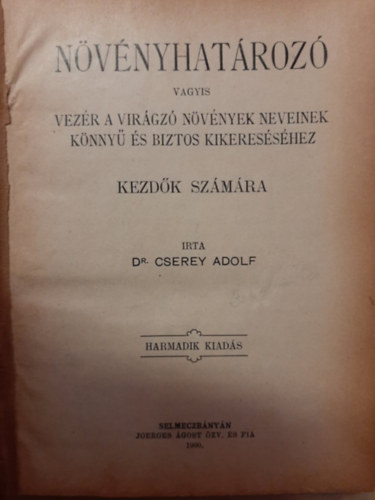 NÖVÉNYHATÁROZÓ
VAGYIS
VEZÉR A VIRÁGZÓ NÖVÉNYEK NEVEINEK
KÖNNYŰ ÉS BIZTOS KIKERESÉSÉHEZ
KEZDŐK SZÁMÁRA
IRTA
DR. CSEREY ADOLF
HARMADIK KIADÁS
SELMECZBÁNYÁN
JOERGES ÁGOST ÖZV. ÉS FIA
1900.